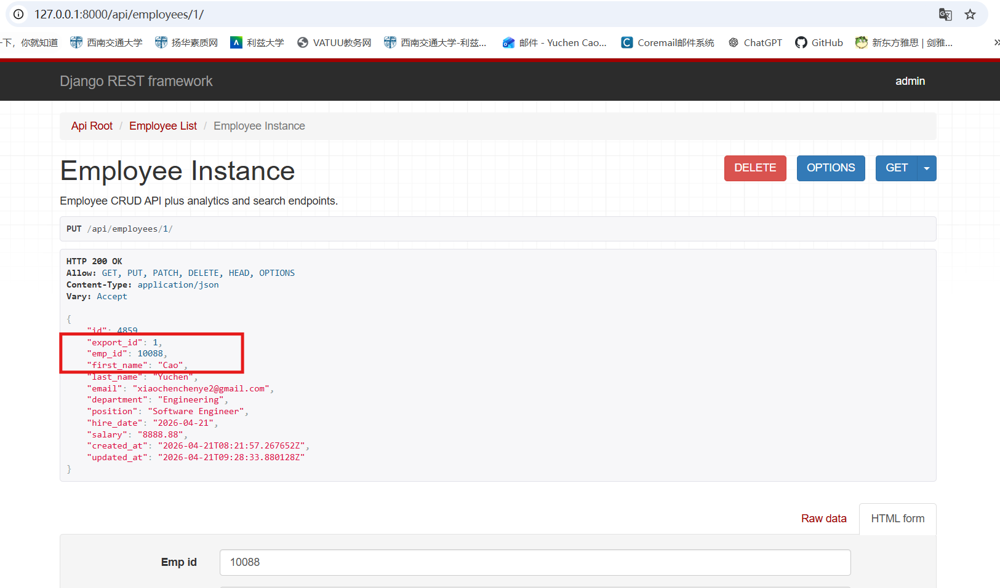 127.0.0.1:8000/api/employees/1/
一下，你就知道 西南交通大学 扬华素质网 利兹大学 VATUU教务网 西南交通大学-利兹... 邮件 - Yuchen Cao... Coremail邮件系统 ChatGPT GitHub 新东方雅思 | 剑雅... »
Django REST framework admin
Api Root / Employee List / Employee Instance
Employee Instance DELETE OPTIONS GET
Employee CRUD API plus analytics and search endpoints.
PUT /api/employees/1/
HTTP 200 OK
Allow: GET, PUT, PATCH, DELETE, HEAD, OPTIONS
Content-Type: application/json
Vary: Accept
{
"id": 4859
"export_id": 1,
"emp_id": 10088,
"first_name": "Cao",
"last_name": "Yuchen",
"email": "xiaochenchenye2@gmail.com",
"department": "Engineering",
"position": "Software Engineer",
"hire_date": "2026-04-21",
"salary": "8888.88",
"created_at": "2026-04-21T08:21:57.267652Z",
"updated_at": "2026-04-21T09:28:33.880128Z"
}
Raw data HTML form
Emp id 10088